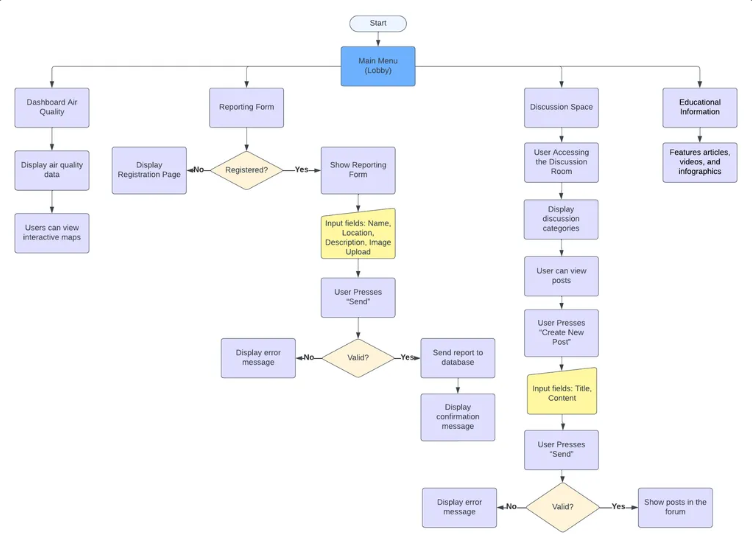 Start
Main Menu
(Lobby)
Dashboard Air
Quality
Reporting Form
Discussion Space
Educational
Information
Display air quality
data
Display
Registration Page
No
Registered?
Yes
Show Reporting
Form
User Accessing
the Discussion
Room
Features articles,
videos, and
infographics
Users can view
interactive maps
Input fields: Name,
Location,
Description, Image
Upload
Display
discussion
categories
User can view
posts
User Presses
“Send”
User Presses
“Create New
Post”
Display error
message
No
Valid?
Yes
Send report to
database
Input fields: Title,
Content
Display
confirmation
message
User Presses
“Send”
Display error
message
No
Valid?
Yes
Show posts in the
forum